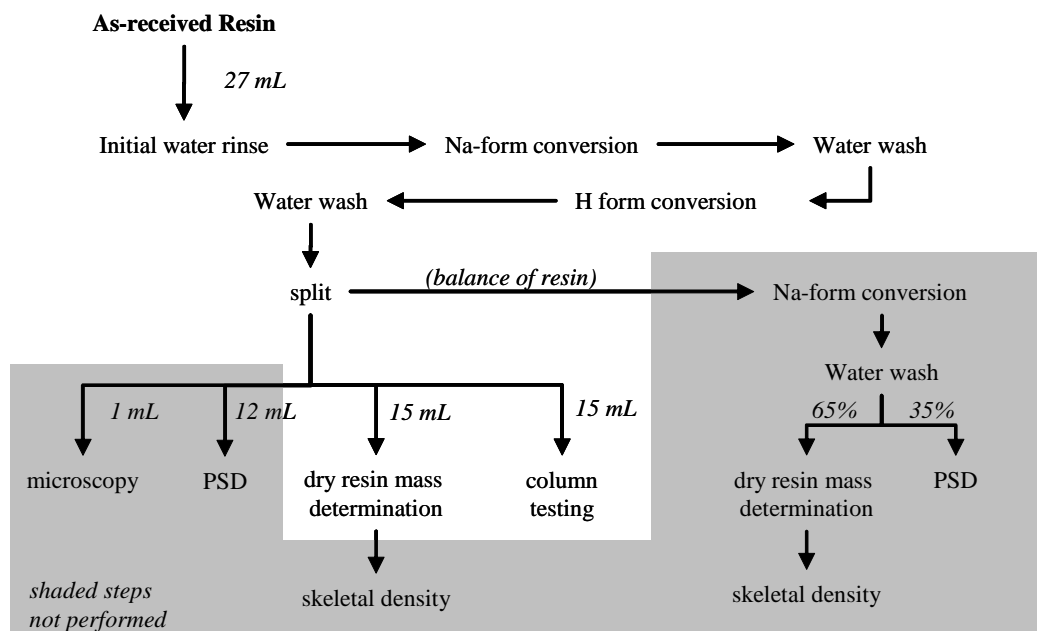 As-received Resin
27 mL
Initial water rinse
Na-form conversion
Water wash
Water wash
H form conversion
split
(balance of resin)
Na-form conversion
Water wash
1 mL
12 mL
15 mL
15 mL
65%
35%
microscopy
PSD
dry resin mass
determination
column
testing
dry resin mass
determination
PSD
skeletal density
skeletal density
shaded steps
not performed